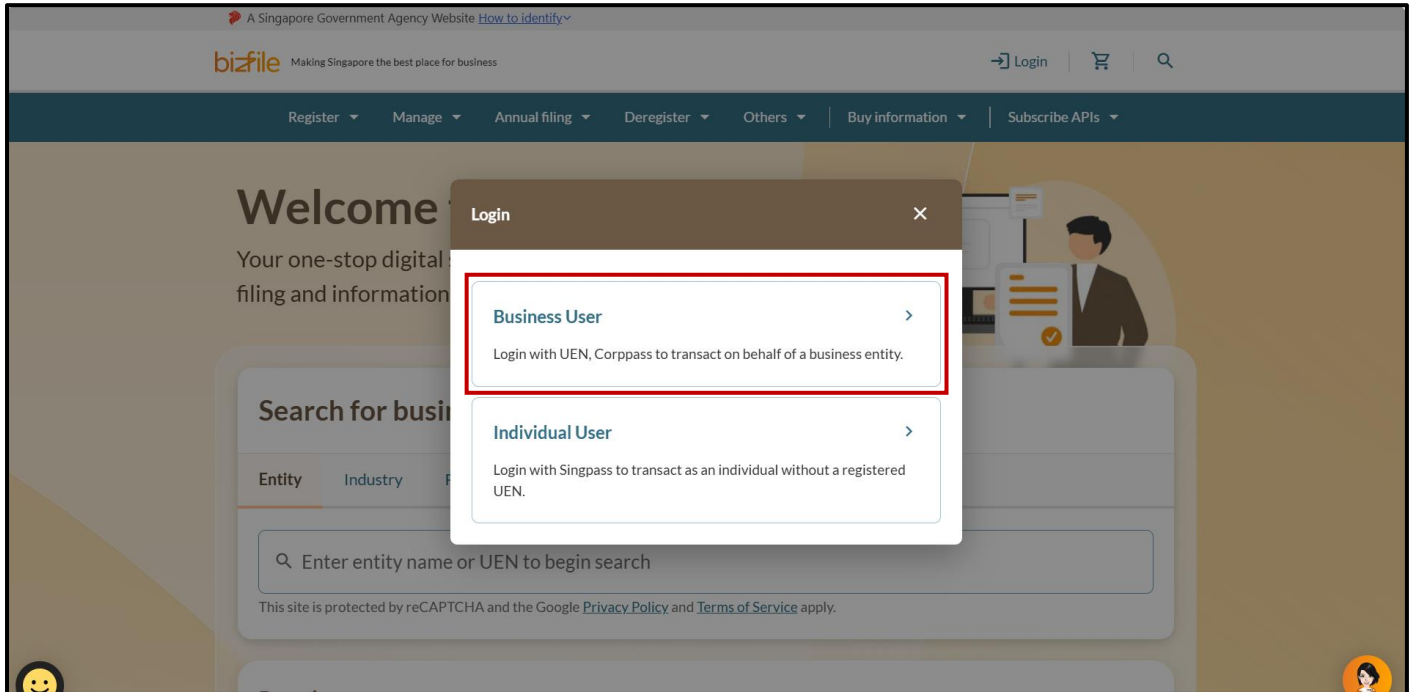 A Singapore Government Agency Website How to identify
bizfile Making Singapore the best place for business
Login
Register Manage Annual filing Deregister Others Buy information Subscribe APIs
Welcome
Login
Your one-stop digital
filing and information
Business User
Login with UEN, Corppass to transact on behalf of a business entity.
Search for busin
Individual User
Login with Singpass to transact as an individual without a registered
UEN.
Entity Industry
Enter entity name or UEN to begin search
This site is protected by reCAPTCHA and the Google Privacy Policy and Terms of Service apply.